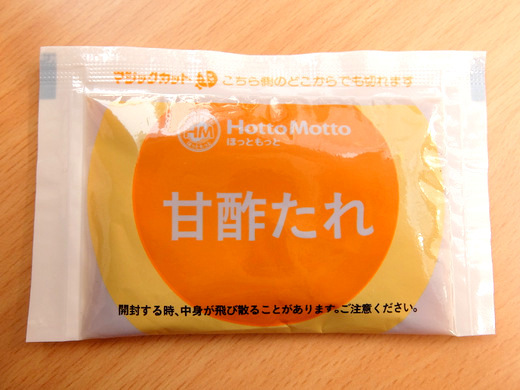 マジックカット こちら側のどこからでも切れます
HM Hotto Motto
ほっともっと
甘酢たれ
開封する時、中身が飛び散ることがあります。ご注意ください。